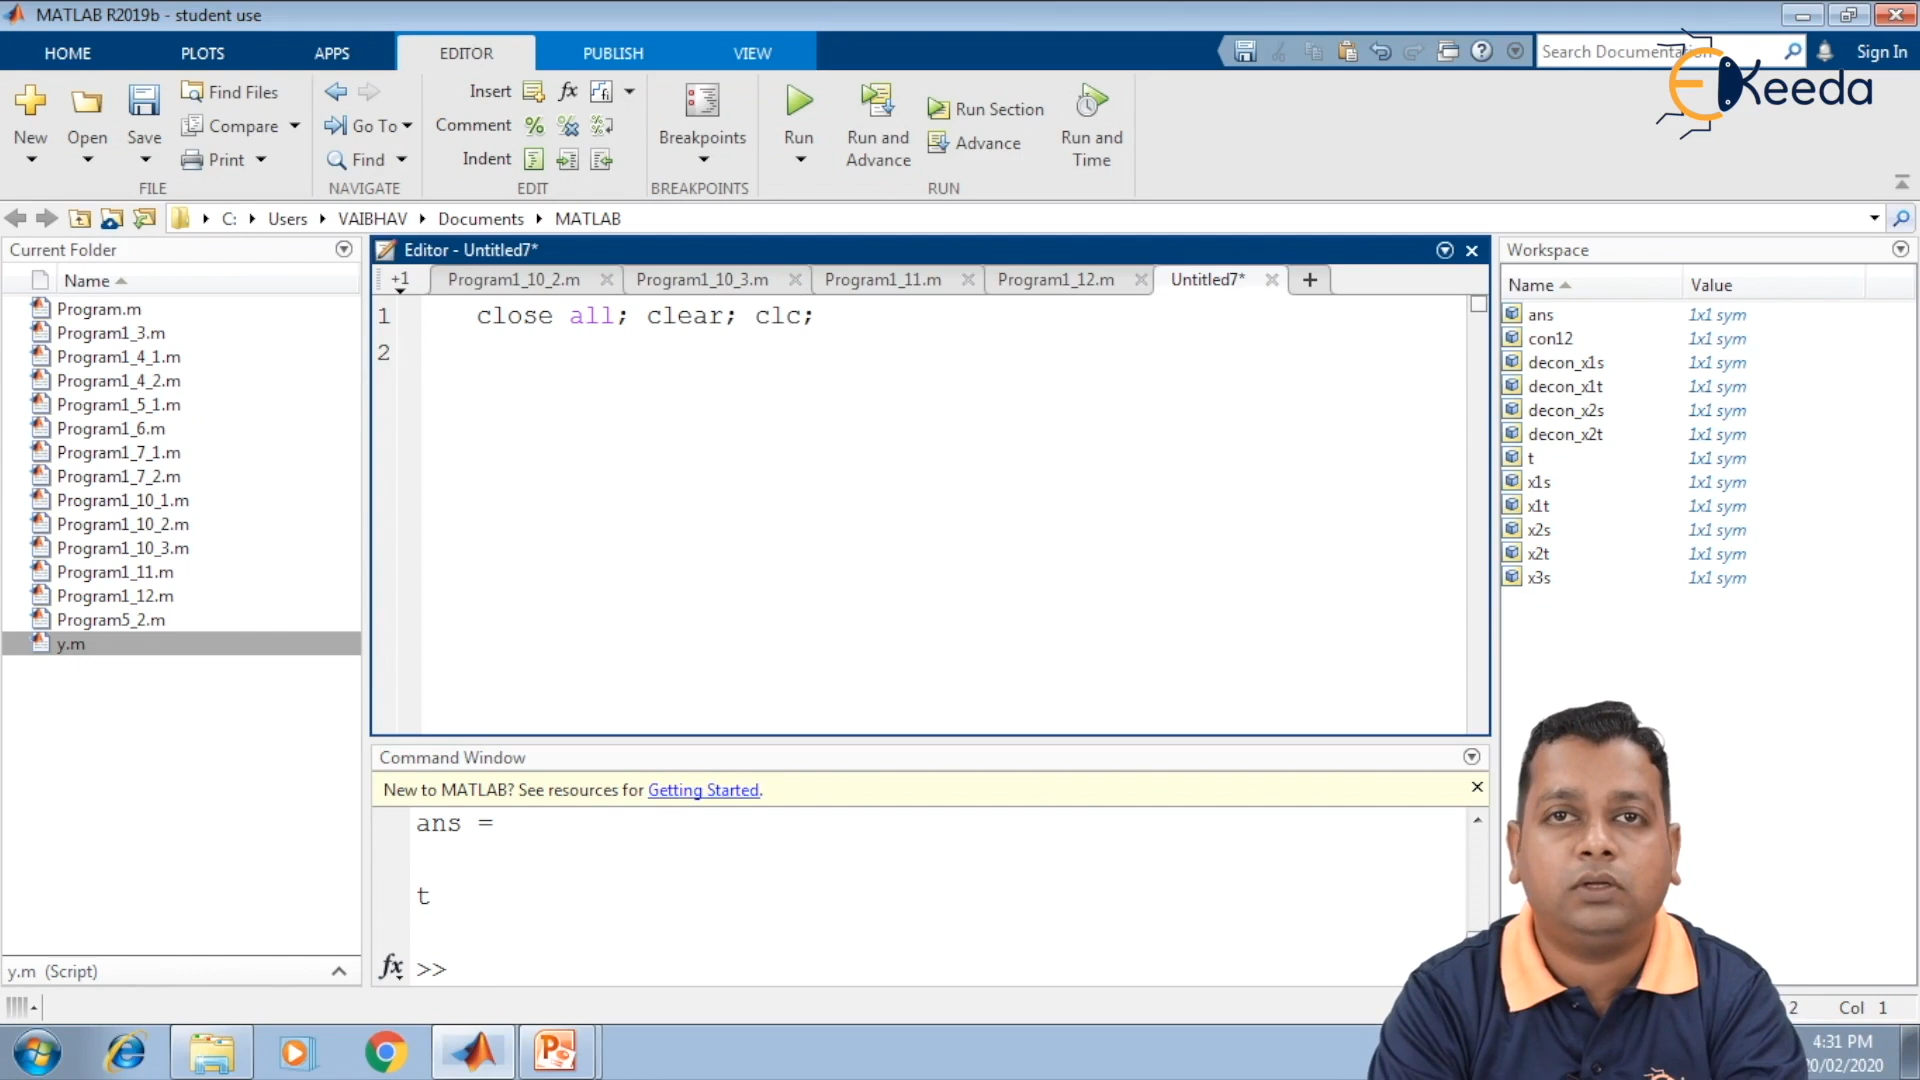 MATLAB R2019b - student use
HOME PLOTS APPS EDITOR PUBLISH VIEW
Search Documentation
Sign In
EKeeda
New Open Save
Find Files
Compare
Print
FILE
Go To
Find
NAVIGATE
Insert
Comment
Indent
EDIT
Breakpoints
BREAKPOINTS
Run
Run and Advance
Run Section
Advance
Run and Time
RUN
C: Users VAIBHAV Documents MATLAB
Current Folder
Name
Program.m
Program1_3.m
Program1_4_1.m
Program1_4_2.m
Program1_5_1.m
Program1_6.m
Program1_7_1.m
Program1_7_2.m
Program1_10_1.m
Program1_10_2.m
Program1_10_3.m
Program1_11.m
Program1_12.m
Program5_2.m
y.m
y.m (Script)
Editor - Untitled7*
+1 Program1_10_2.m Program1_10_3.m Program1_11.m Program1_12.m Untitled7*
1 close all; clear; clc;
2
Command Window
New to MATLAB? See resources for Getting Started.
ans =
t
fx >>
Workspace
Name Value
ans 1x1 sym
con12 1x1 sym
decon_x1s 1x1 sym
decon_x1t 1x1 sym
decon_x2s 1x1 sym
decon_x2t 1x1 sym
t 1x1 sym
x1s 1x1 sym
x1t 1x1 sym
x2s 1x1 sym
x2t 1x1 sym
x3s 1x1 sym
2 Col 1
4:31 PM
0/02/2020